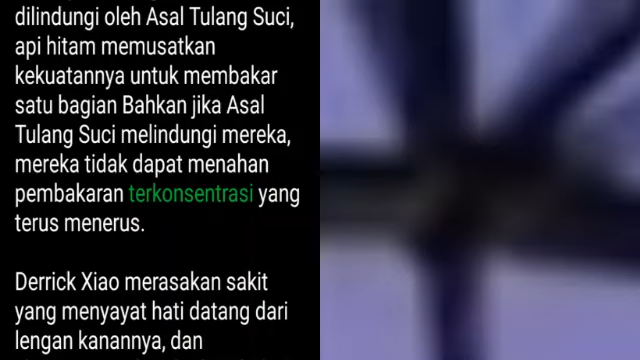 dilindungi oleh Asal Tulang Suci,
api hitam memusatkan
kekuatannya untuk membakar
satu bagian Bahkan jika Asal
Tulang Suci melindungi mereka,
mereka tidak dapat menahan
pembakaran terkonsentrasi yang
terus menerus.
Derrick Xiao merasakan sakit
yang menyayat hati datang dari
lengan kanannya, dan